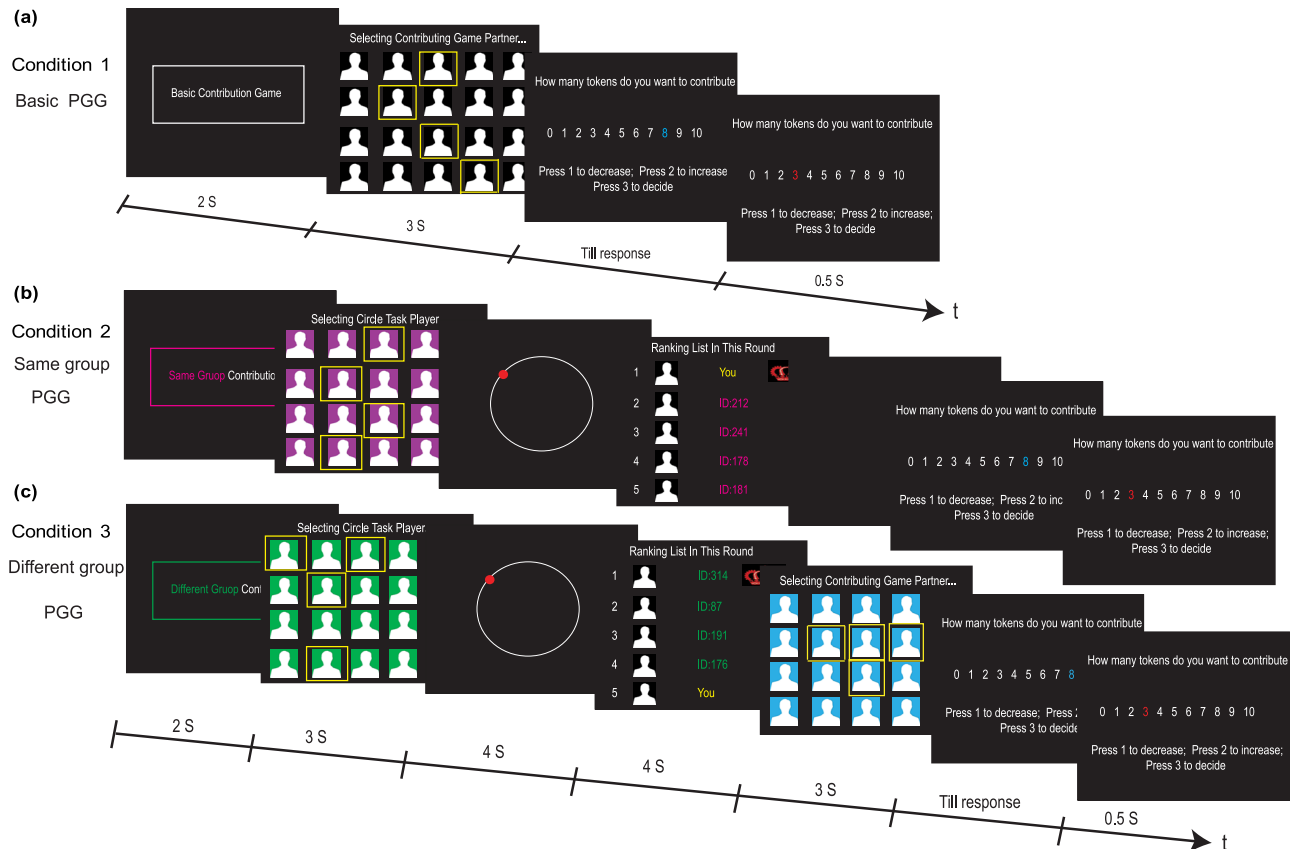 (a)
Condition 1
Basic PGG
Basic Contribution Game
Selecting Contributing Game Partner...
How many tokens do you want to contribute
0 1 2 3 4 5 6 7 8 9 10
Press 1 to decrease; Press 2 to increase
Press 3 to decide
How many tokens do you want to contribute
0 1 2 3 4 5 6 7 8 9 10
Press 1 to decrease; Press 2 to increase;
Press 3 to decide
2 S
3 S
Till response
0.5 S
t
(b)
Condition 2
Same group
PGG
Same Gruop Contributio
Selecting Circle Task Player
Ranking List In This Round
1 You
2 ID:212
3 ID:241
4 ID:178
5 ID:181
How many tokens do you want to contribute
0 1 2 3 4 5 6 7 8 9 10
Press 1 to decrease; Press 2 to inc
Press 3 to decide
How many tokens do you want to contribute
0 1 2 3 4 5 6 7 8 9 10
Press 1 to decrease; Press 2 to increase;
Press 3 to decide
(c)
Condition 3
Different group
PGG
Different Gruop Cont
Selecting Circle Task Player
Ranking List In This Round
1 ID:314
2 ID:87
3 ID:191
4 ID:176
5 You
Selecting Contributing Game Partner...
How many tokens do you want to contribute
0 1 2 3 4 5 6 7 8
Press 1 to decrease; Press 2
Press 3 to decide
How many tokens do you want to contribute
0 1 2 3 4 5 6 7 8 9 10
Press 1 to decrease; Press 2 to increase;
Press 3 to decide
2 S
3 S
4 S
4 S
3 S
Till response
0.5 S
t